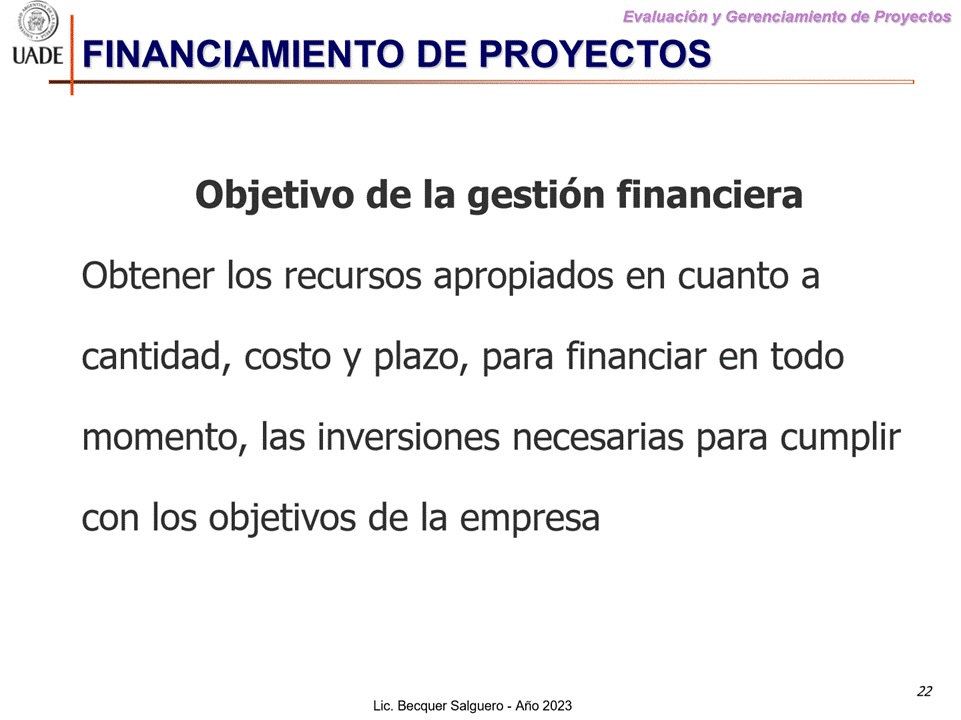 Evaluación y Gerenciamiento de Proyectos
UADE
FINANCIAMIENTO DE PROYECTOS
Objetivo de la gestión financiera
Obtener los recursos apropiados en cuanto a
cantidad, costo y plazo, para financiar en todo
momento, las inversiones necesarias para cumplir
con los objetivos de la empresa
22
Lic. Becquer Salguero - Año 2023